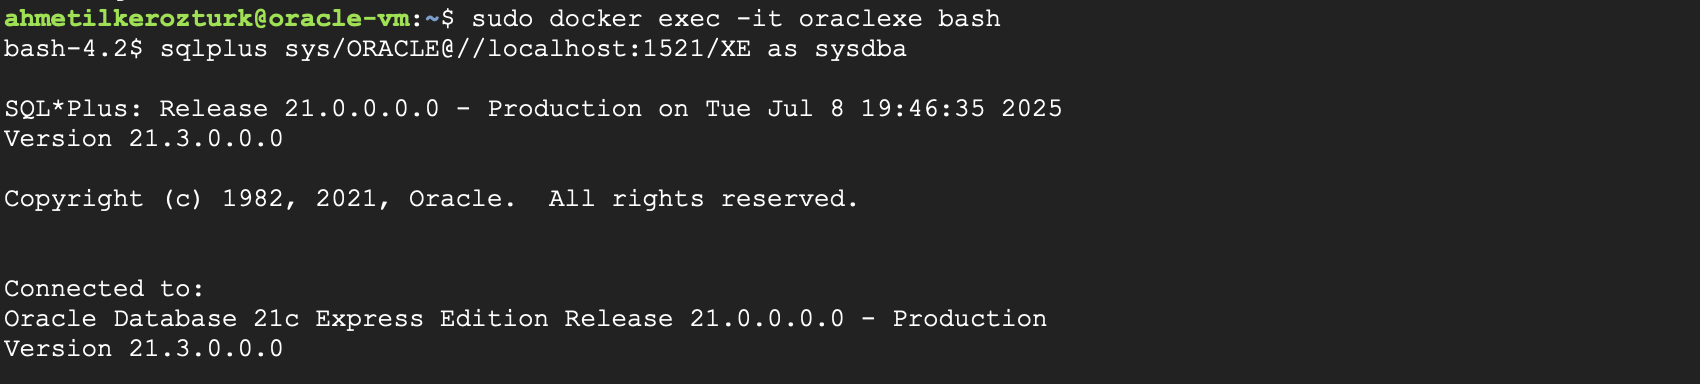 ahmetilkerozturk@oracle-vm:~$ sudo docker exec -it oraclexe bash
bash-4.2$ sqlplus sys/ORACLE@//localhost:1521/XE as sysdba
SQL*Plus: Release 21.0.0.0.0 - Production on Tue Jul 8 19:46:35 2025
Version 21.3.0.0.0
Copyright (c) 1982, 2021, Oracle.  All rights reserved.
Connected to:
Oracle Database 21c Express Edition Release 21.0.0.0.0 - Production
Version 21.3.0.0.0